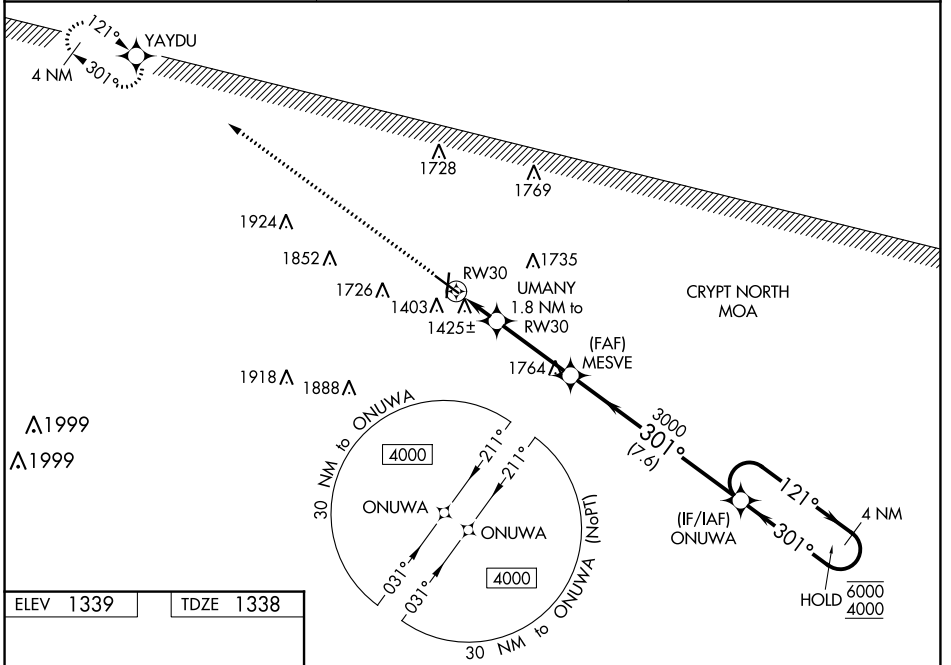 121°
YAYDU
4 NM
301°
1728
1769
1924
1852
1735
RW30
1726
UMANY
1.8 NM to
RW30
1403
1425±
CRYPT NORTH
MOA
(FAF)
MESVE
1764
1918
1888
1999
1999
3000
301°
(7.6)
30 NM to ONUWA
4000
211°
211°
ONUWA
ONUWA
031°
031°
4000
30 NM to ONUWA (NoPT)
121°
4 NM
301°
(IF/IAF)
ONUWA
HOLD
6000
4000
ELEV 1339
TDZE 1338